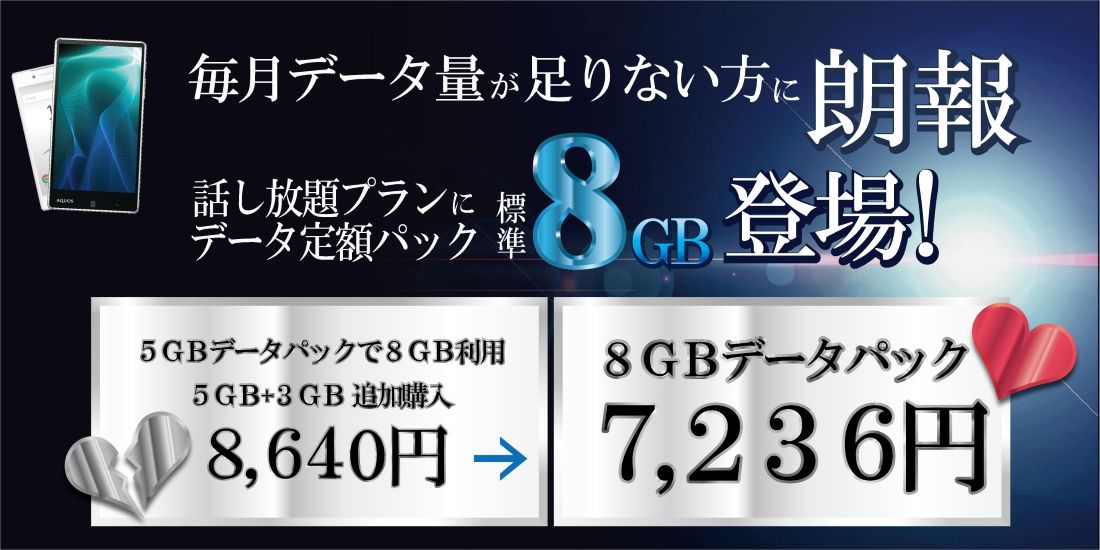 毎月データ量が足りない方に朗報
話し放題プランに
データ定額パック
標準
8GB
登場!
AQUOS
5GBデータパックで8GB利用
5GB+3GB 追加購入
8,640円
→
8GBデータパック
7,236円